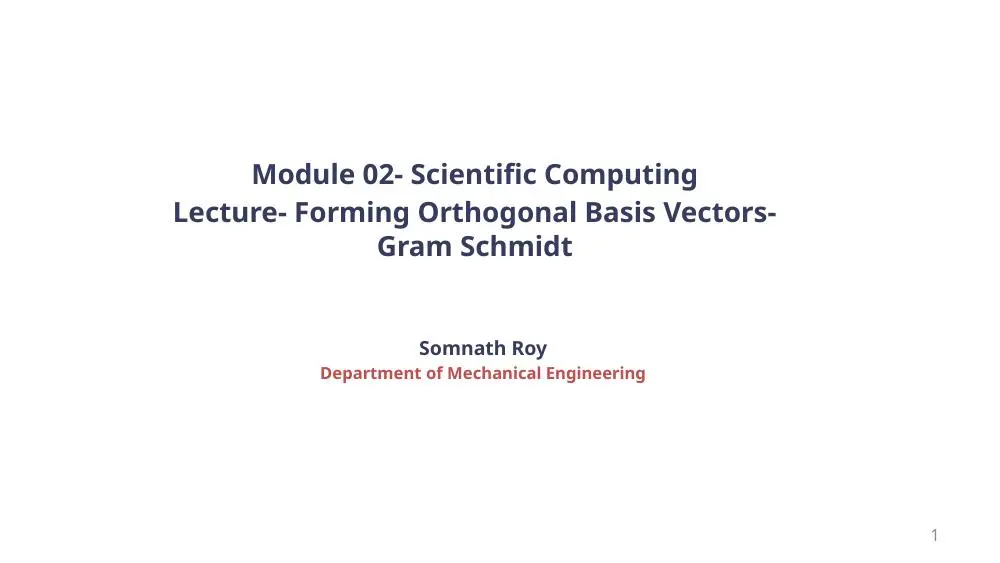 Module 02- Scientific Computing
Lecture- Forming Orthogonal Basis Vectors-
Gram Schmidt
Somnath Roy
Department of Mechanical Engineering
1